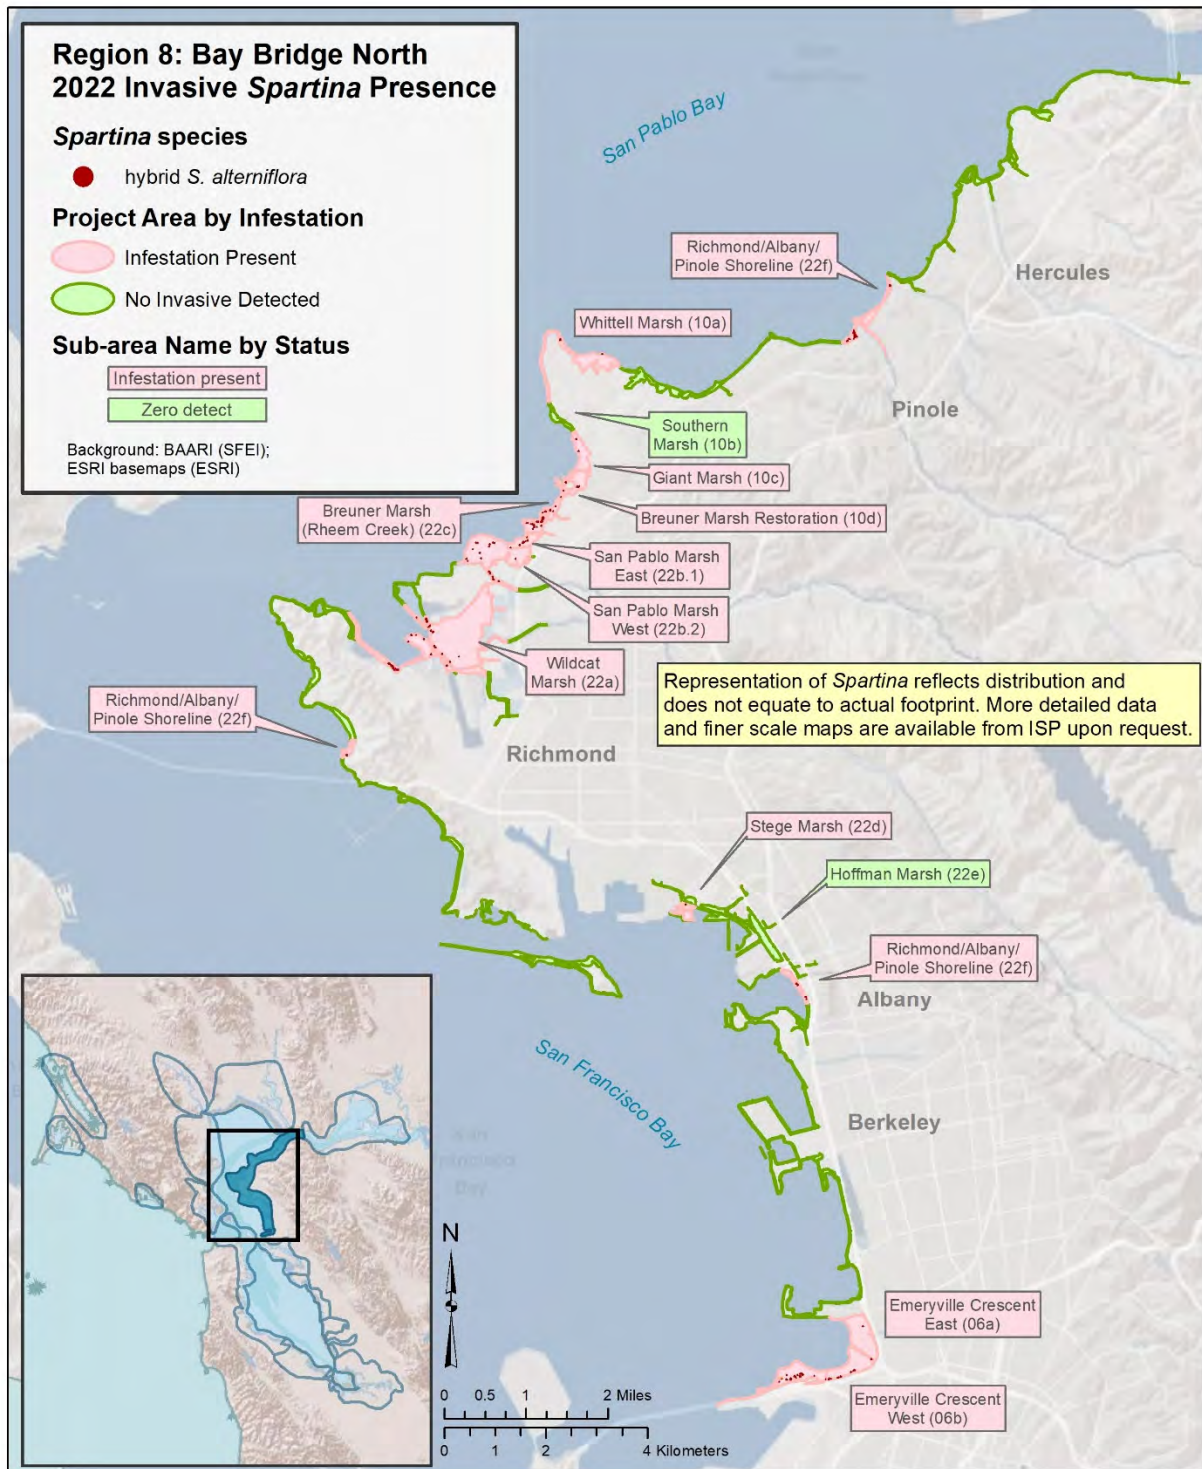 Region 8: Bay Bridge North
2022 Invasive Spartina Presence
Spartina species
hybrid S. alterniflora
Project Area by Infestation
Infestation Present
No Invasive Detected
Sub-area Name by Status
Infestation present
Zero detect
Background: BAARI (SFEI);
ESRI basemaps (ESRI)
San Pablo Bay
Richmond/Albany/
Pinole Shoreline (22f)
Hercules
Whittell Marsh (10a)
Pinole
Southern
Marsh (10b)
Giant Marsh (10c)
Breuner Marsh
(Rheem Creek) (22c)
Breuner Marsh Restoration (10d)
San Pablo Marsh
East (22b.1)
San Pablo Marsh
West (22b.2)
Wildcat
Marsh (22a)
Richmond/Albany/
Pinole Shoreline (22f)
Representation of Spartina reflects distribution and
does not equate to actual footprint. More detailed data
and finer scale maps are available from ISP upon request.
Richmond
Stege Marsh (22d)
Hoffman Marsh (22e)
Richmond/Albany/
Pinole Shoreline (22f)
Albany
San Francisco Bay
Berkeley
Emeryville Crescent
East (06a)
Emeryville Crescent
West (06b)
N
0 0.5 1 2 Miles
0 1 2 4 Kilometers